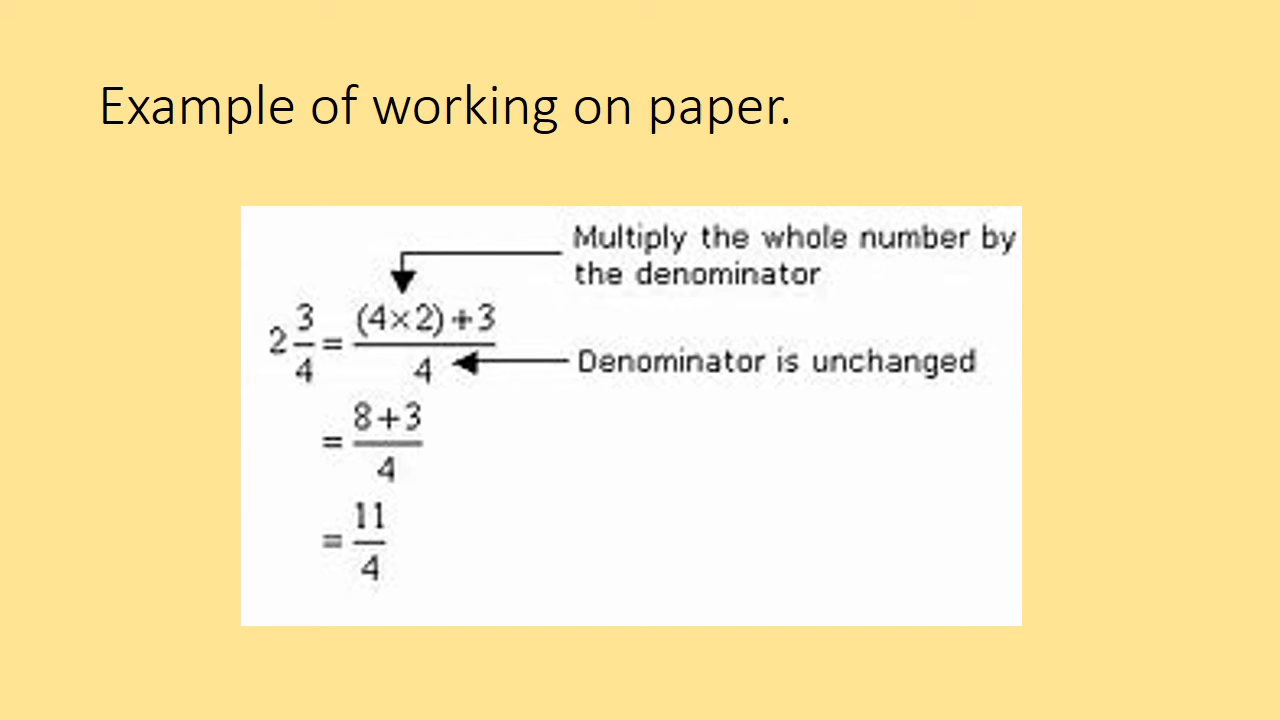 Example of working on paper.
Multiply the whole number by
the denominator
2 3/4 = (4×2)+3/4
Denominator is unchanged
= 8+3/4
= 11/4